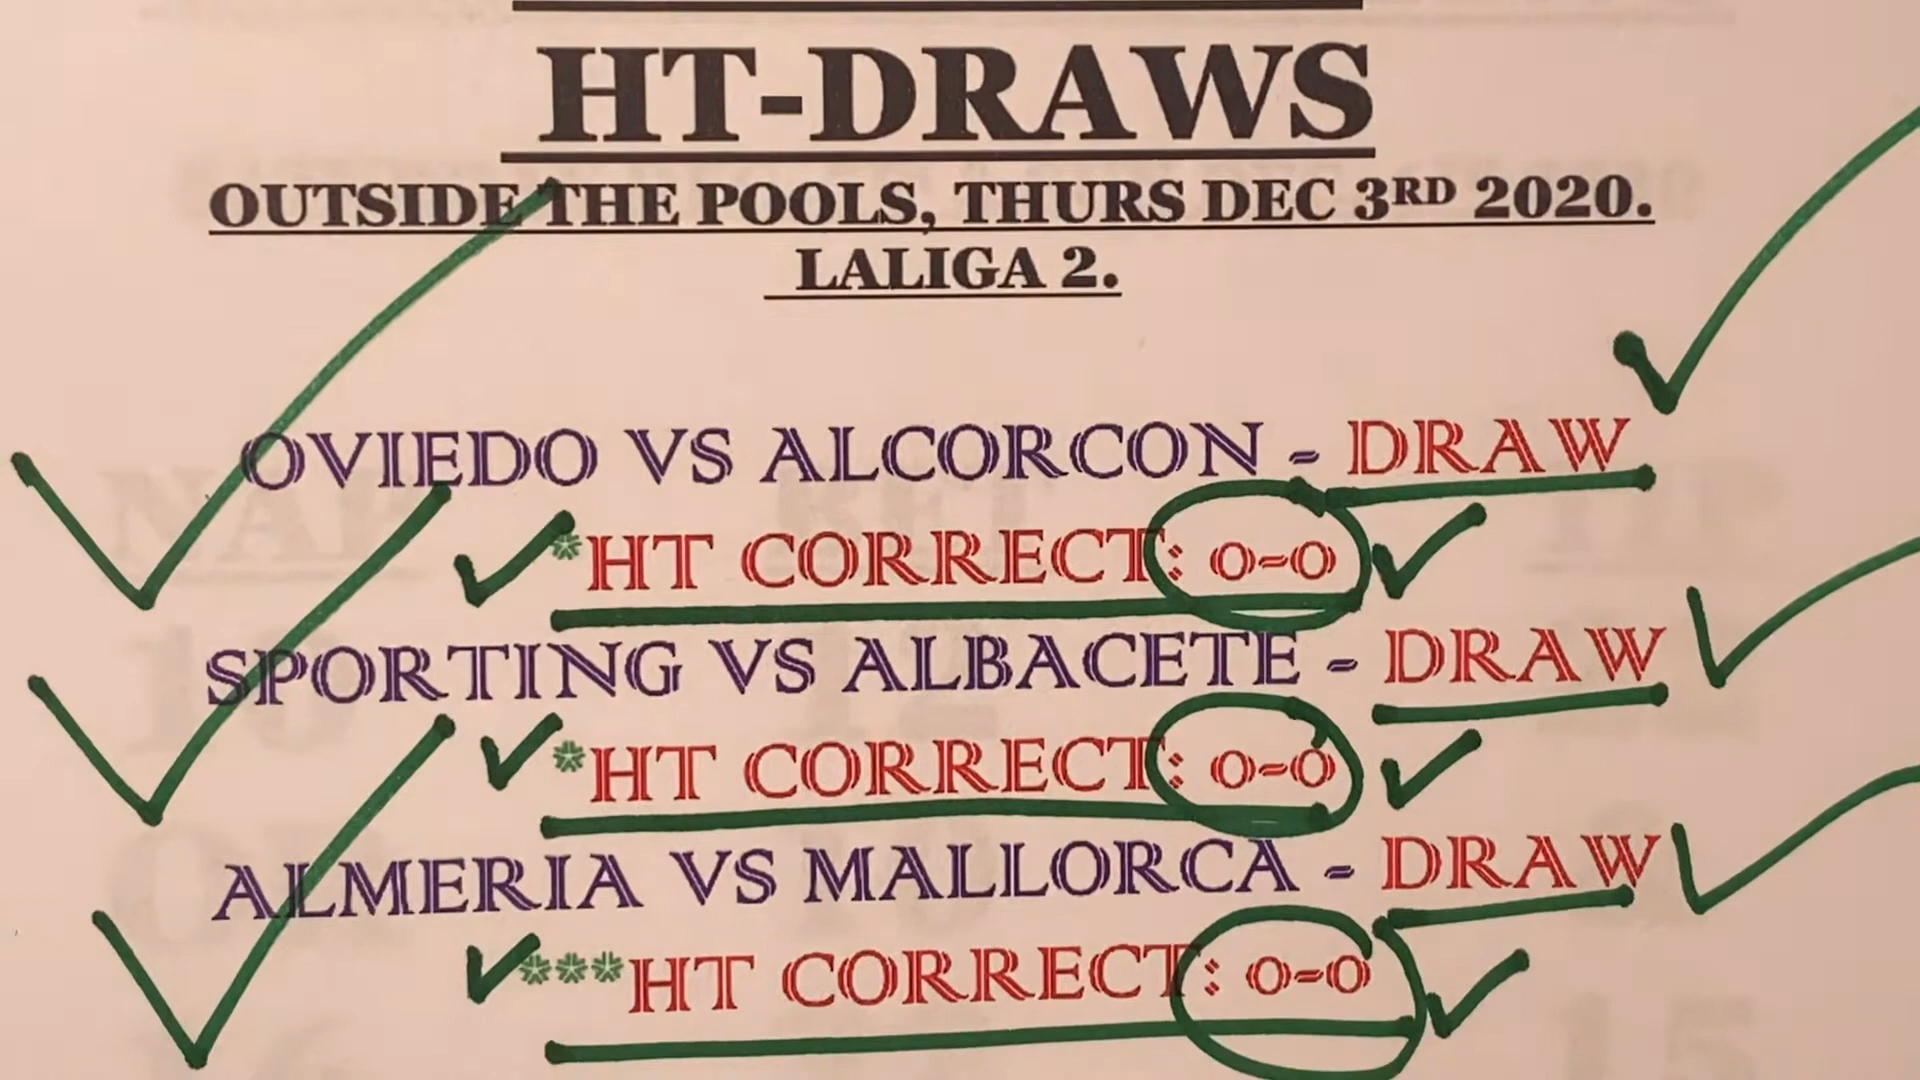 HT-DRAWS
OUTSIDE THE POOLS, THURS DEC 3RD 2020.
LALIGA 2.
OVIEDO VS ALCORCON - DRAW
*HT CORRECT: 0-0
SPORTING VS ALBACETE - DRAW
*HT CORRECT: 0-0
ALMERIA VS MALLORCA - DRAW
***HT CORRECT: 0-0